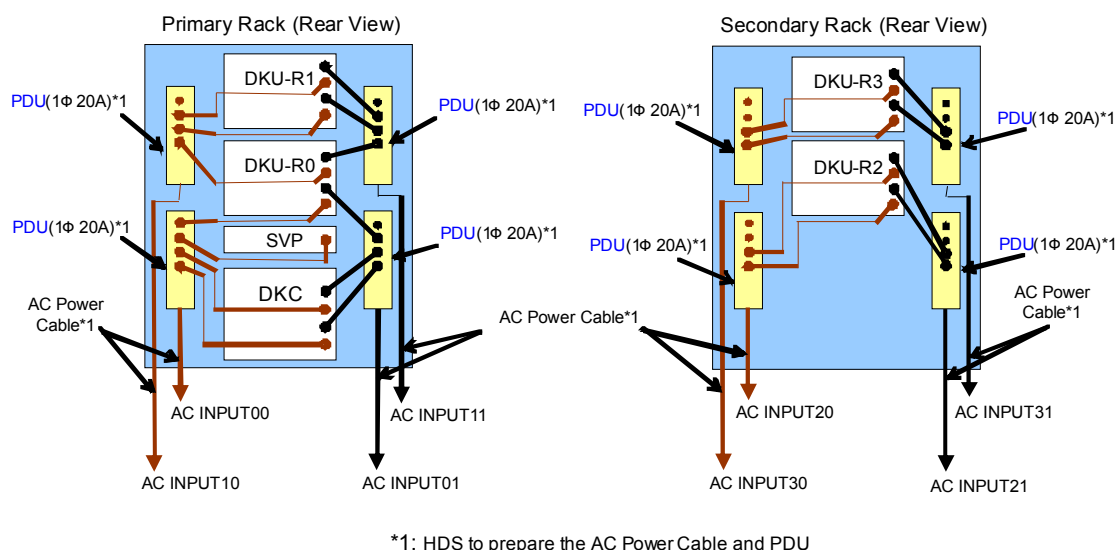 Primary Rack (Rear View)
DKU-R1
PDU(1Φ 20A)*1
PDU(1Φ 20A)*1
DKU-R0
PDU(1Φ 20A)*1
SVP
PDU(1Φ 20A)*1
DKC
AC Power
Cable*1
AC Power Cable*1
AC INPUT00
AC INPUT11
AC INPUT10
AC INPUT01
Secondary Rack (Rear View)
DKU-R3
PDU(1Φ 20A)*1
PDU(1Φ 20A)*1
DKU-R2
PDU(1Φ 20A)*1
PDU(1Φ 20A)*1
AC Power
Cable*1
AC INPUT20
AC INPUT31
AC INPUT30
AC INPUT21
*1: HDS to prepare the AC Power Cable and PDU